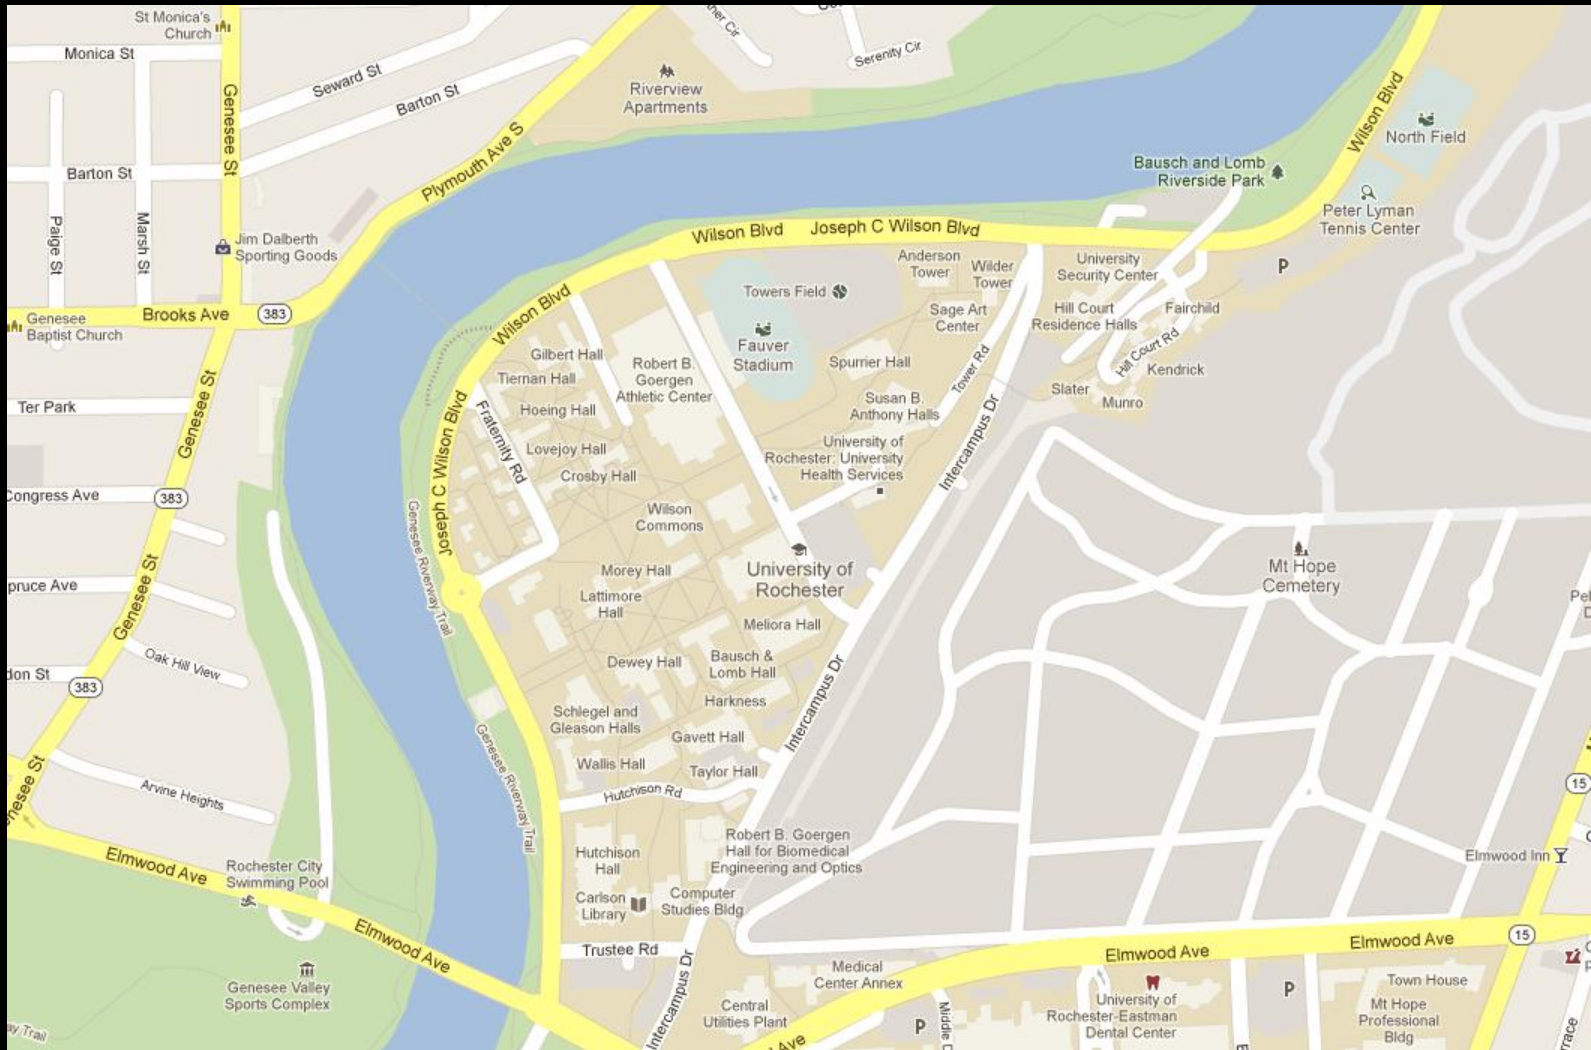 St Monica's
Church
Monica St
Genesee St
Seward St
Barton St
Barton St
Paige St
Marsh St
Jim Dalberth
Sporting Goods
Plymouth Ave S
Riverview
Apartments
Serenity Cir
Brooks Ave
383
Genesee
Baptist Church
Ter Park
Genesee St
Congress Ave
383
Genesee St
don St
383
Oak Hill View
Arvine Heights
Elmwood Ave
Rochester City
Swimming Pool
Elmwood Ave
Genesee Valley
Sports Complex
ay Trail
Wilson Blvd
Joseph C Wilson Blvd
Wilson Blvd
Joseph C Wilson Blvd
Wilson Blvd
Bausch and Lomb
Riverside Park
North Field
Peter Lyman
Tennis Center
P
Anderson
Tower
Wilder
Tower
University
Security Center
Towers Field
Fauver
Stadium
Sage Art
Center
Hill Court
Residence Halls
Fairchild
Hill Court Rd
Kendrick
Slater
Munro
Spurrier Hall
Tower Rd
Susan B.
Anthony Halls
Intercampus Dr
University of
Rochester: University
Health Services
Gilbert Hall
Tiernan Hall
Robert B.
Goergen
Athletic Center
Hoeing Hall
Fraternity Rd
Lovejoy Hall
Crosby Hall
Wilson
Commons
Genesee Riverway Trail
Morey Hall
Lattimore
Hall
University of
Rochester
Meliora Hall
Dewey Hall
Bausch &
Lomb Hall
Harkness
Schlegel and
Gleason Halls
Gavett Hall
Wallis Hall
Taylor Hall
Intercampus Dr
Genesee Riverway Trail
Hutchison Rd
Hutchison
Hall
Robert B. Goergen
Hall for Biomedical
Engineering and Optics
Carlson
Library
Computer
Studies Bldg
Trustee Rd
Intercampus Dr
Central
Utilities Plant
Medical
Center Annex
P
Mt Hope
Cemetery
15
Elmwood Inn
Elmwood Ave
Elmwood Ave
15
University of
Rochester-Eastman
Dental Center
P
Town House
Mt Hope
Professional
Bldg